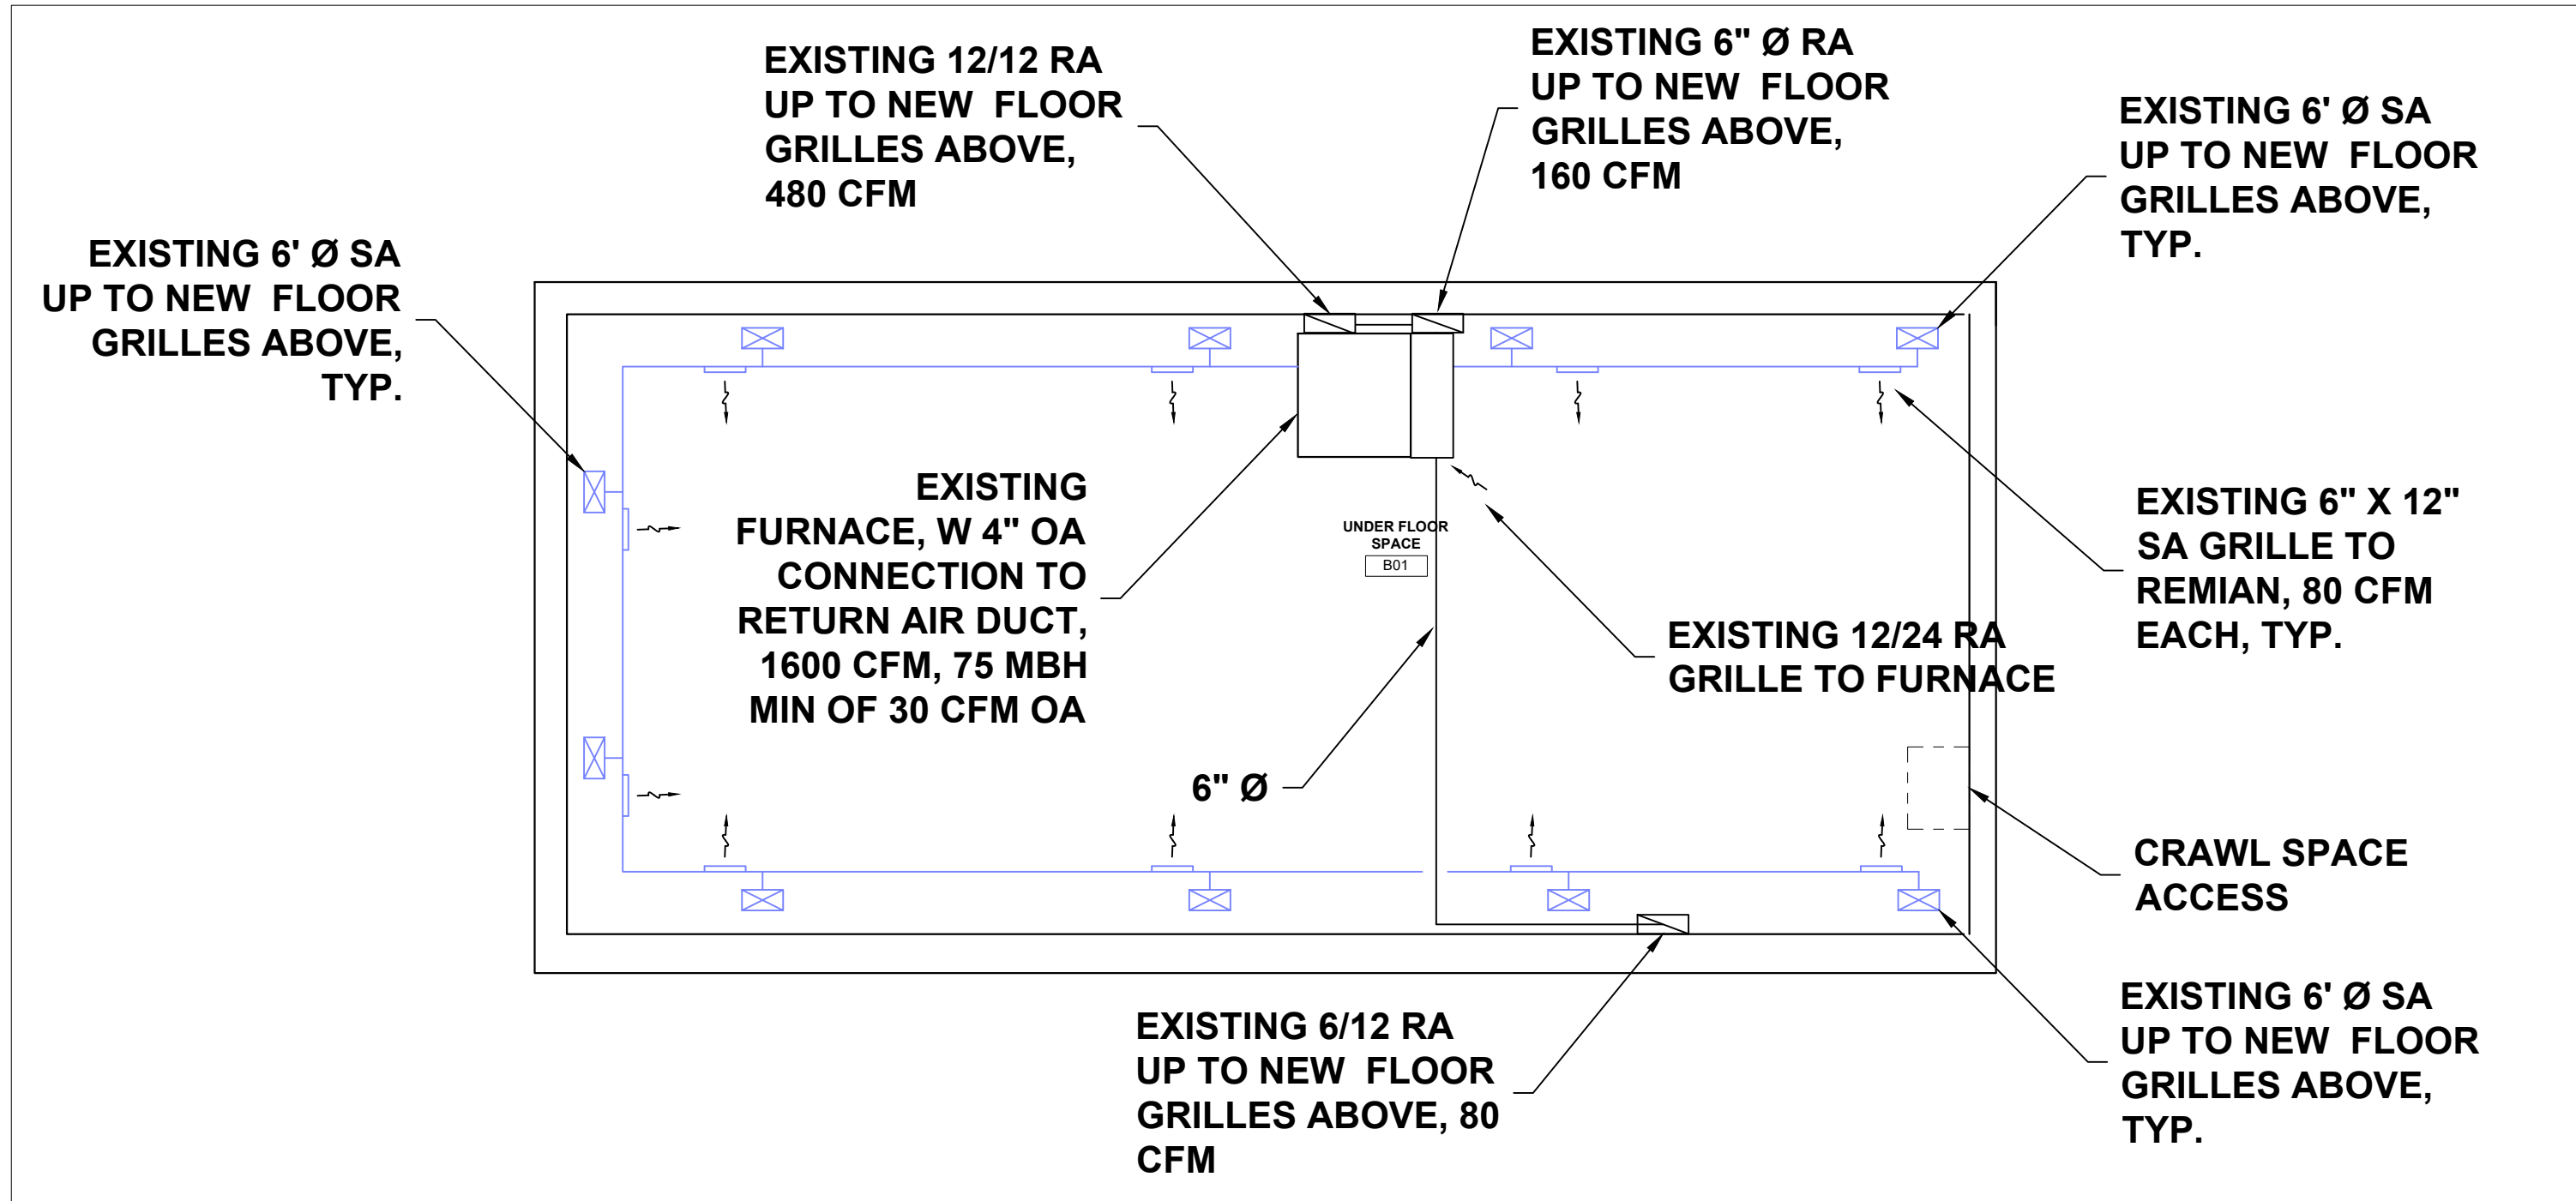 EXISTING 12/12 RA
UP TO NEW  FLOOR
GRILLES ABOVE,
480 CFM
EXISTING 6" Ø RA
UP TO NEW  FLOOR
GRILLES ABOVE,
160 CFM
EXISTING 6' Ø SA
UP TO NEW  FLOOR
GRILLES ABOVE,
TYP.
EXISTING 6' Ø SA
UP TO NEW  FLOOR
GRILLES ABOVE,
TYP.
EXISTING
FURNACE, W 4" OA
CONNECTION TO
RETURN AIR DUCT,
1600 CFM, 75 MBH
MIN OF 30 CFM OA
UNDER FLOOR
SPACE
B01
EXISTING 6" X 12"
SA GRILLE TO
REMIAN, 80 CFM
EACH, TYP.
EXISTING 12/24 RA
GRILLE TO FURNACE
6" Ø
CRAWL SPACE
ACCESS
EXISTING 6/12 RA
UP TO NEW  FLOOR
GRILLES ABOVE, 80
CFM
EXISTING 6' Ø SA
UP TO NEW  FLOOR
GRILLES ABOVE,
TYP.